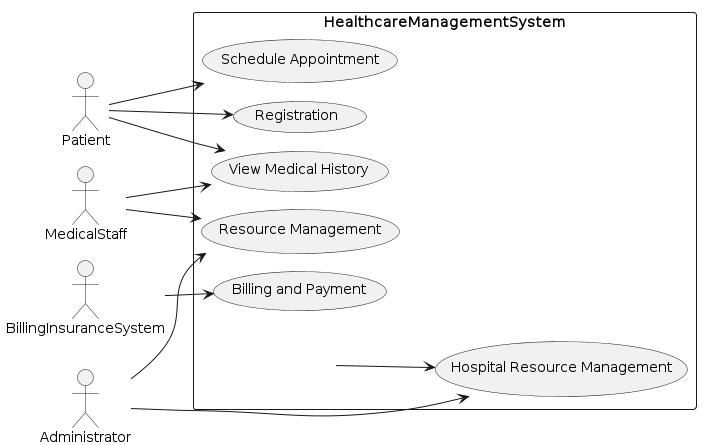 HealthcareManagementSystem
Schedule Appointment
Registration
Patient
View Medical History
MedicalStaff
Resource Management
Billing and Payment
BillingInsuranceSystem
Hospital Resource Management
Administrator